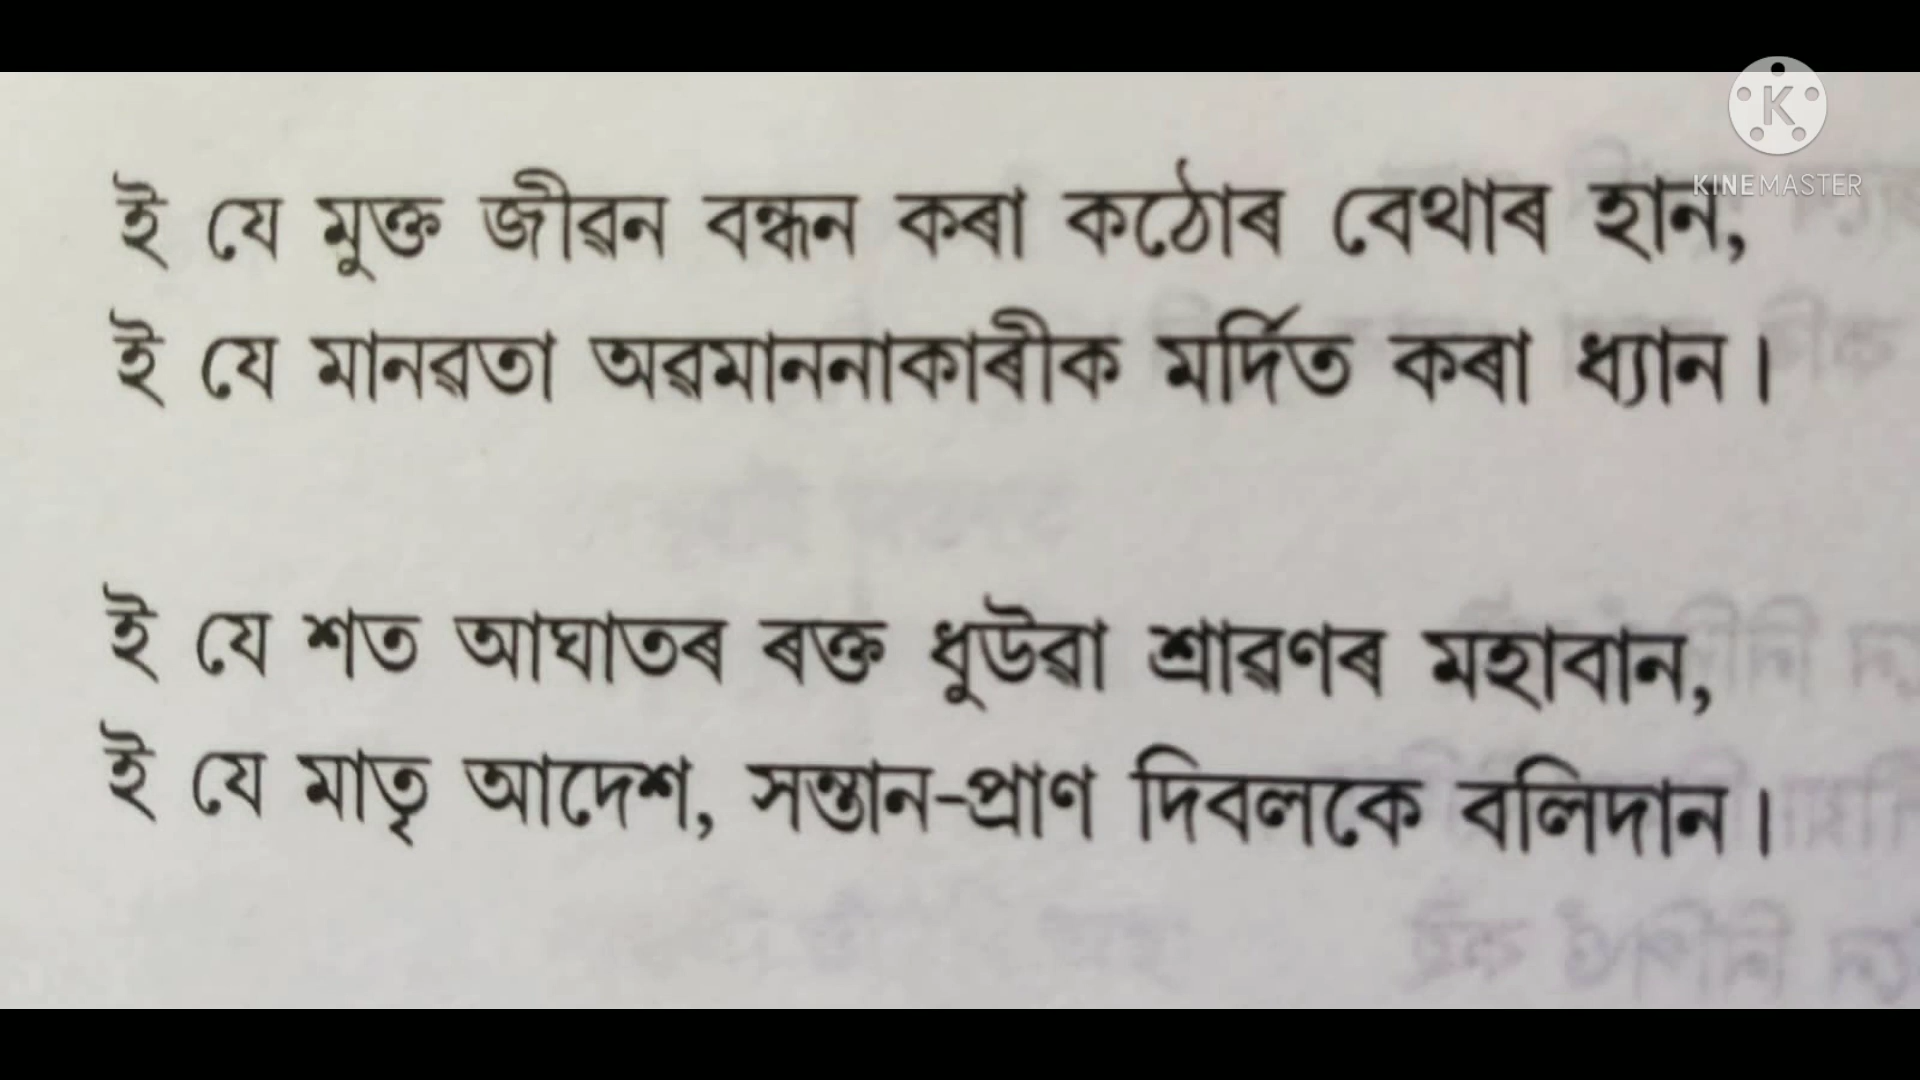 KINEMASTER
ই যে মুক্ত জীৱন বন্ধন কৰা কঠোৰ বেথাৰ হান,
ই যে মানৱতা অৱমাননাকাৰীক মৰ্দিত কৰা ধ্যান।
ই যে শত আঘাতৰ ৰক্ত ধুউৱা শ্ৰাৱণৰ মহাবান,
ই যে মাতৃ আদেশ, সন্তান-প্ৰাণ দিবলকে বলিদান।